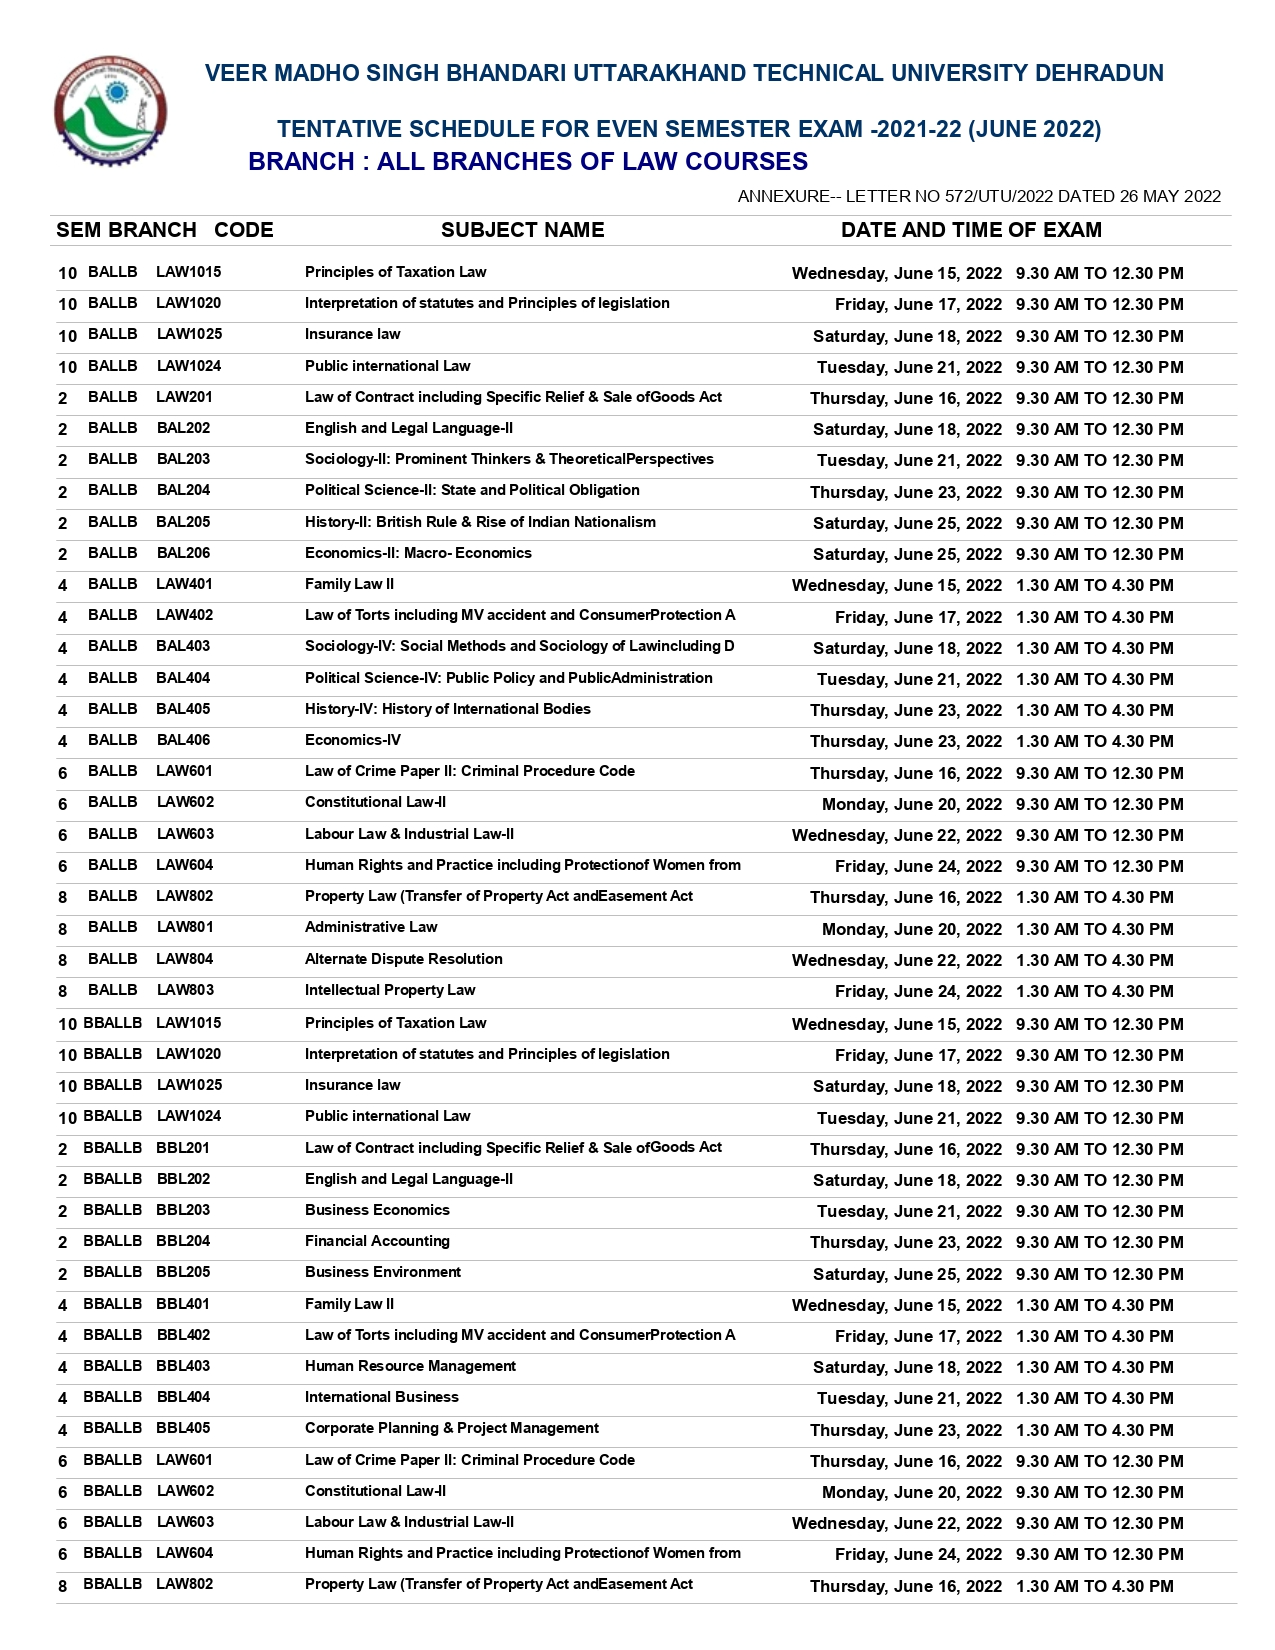 VEER MADHO SINGH BHANDARI UTTARAKHAND TECHNICAL UNIVERSITY DEHRADUN
TENTATIVE SCHEDULE FOR EVEN SEMESTER EXAM -2021-22 (JUNE 2022)
BRANCH : ALL BRANCHES OF LAW COURSES
ANNEXURE-- LETTER NO 572/UTU/2022 DATED 26 MAY 2022
SEM BRANCH CODE SUBJECT NAME DATE AND TIME OF EXAM
10 BALLB LAW1015 Principles of Taxation Law Wednesday, June 15, 2022 9.30 AM TO 12.30 PM
10 BALLB LAW1020 Interpretation of statutes and Principles of legislation Friday, June 17, 2022 9.30 AM TO 12.30 PM
10 BALLB LAW1025 Insurance law Saturday, June 18, 2022 9.30 AM TO 12.30 PM
10 BALLB LAW1024 Public international Law Tuesday, June 21, 2022 9.30 AM TO 12.30 PM
2 BALLB LAW201 Law of Contract including Specific Relief & Sale ofGoods Act Thursday, June 16, 2022 9.30 AM TO 12.30 PM
2 BALLB BAL202 English and Legal Language-II Saturday, June 18, 2022 9.30 AM TO 12.30 PM
2 BALLB BAL203 Sociology-II: Prominent Thinkers & TheoreticalPerspectives Tuesday, June 21, 2022 9.30 AM TO 12.30 PM
2 BALLB BAL204 Political Science-II: State and Political Obligation Thursday, June 23, 2022 9.30 AM TO 12.30 PM
2 BALLB BAL205 History-II: British Rule & Rise of Indian Nationalism Saturday, June 25, 2022 9.30 AM TO 12.30 PM
2 BALLB BAL206 Economics-II: Macro- Economics Saturday, June 25, 2022 9.30 AM TO 12.30 PM
4 BALLB LAW401 Family Law II Wednesday, June 15, 2022 1.30 AM TO 4.30 PM
4 BALLB LAW402 Law of Torts including MV accident and ConsumerProtection A Friday, June 17, 2022 1.30 AM TO 4.30 PM
4 BALLB BAL403 Sociology-IV: Social Methods and Sociology of Lawincluding D Saturday, June 18, 2022 1.30 AM TO 4.30 PM
4 BALLB BAL404 Political Science-IV: Public Policy and PublicAdministration Tuesday, June 21, 2022 1.30 AM TO 4.30 PM
4 BALLB BAL405 History-IV: History of International Bodies Thursday, June 23, 2022 1.30 AM TO 4.30 PM
4 BALLB BAL406 Economics-IV Thursday, June 23, 2022 1.30 AM TO 4.30 PM
6 BALLB LAW601 Law of Crime Paper II: Criminal Procedure Code Thursday, June 16, 2022 9.30 AM TO 12.30 PM
6 BALLB LAW602 Constitutional Law-II Monday, June 20, 2022 9.30 AM TO 12.30 PM
6 BALLB LAW603 Labour Law & Industrial Law-II Wednesday, June 22, 2022 9.30 AM TO 12.30 PM
6 BALLB LAW604 Human Rights and Practice including Protectionof Women from Friday, June 24, 2022 9.30 AM TO 12.30 PM
8 BALLB LAW802 Property Law (Transfer of Property Act andEasement Act Thursday, June 16, 2022 1.30 AM TO 4.30 PM
8 BALLB LAW801 Administrative Law Monday, June 20, 2022 1.30 AM TO 4.30 PM
8 BALLB LAW804 Alternate Dispute Resolution Wednesday, June 22, 2022 1.30 AM TO 4.30 PM
8 BALLB LAW803 Intellectual Property Law Friday, June 24, 2022 1.30 AM TO 4.30 PM
10 BBALLB LAW1015 Principles of Taxation Law Wednesday, June 15, 2022 9.30 AM TO 12.30 PM
10 BBALLB LAW1020 Interpretation of statutes and Principles of legislation Friday, June 17, 2022 9.30 AM TO 12.30 PM
10 BBALLB LAW1025 Insurance law Saturday, June 18, 2022 9.30 AM TO 12.30 PM
10 BBALLB LAW1024 Public international Law Tuesday, June 21, 2022 9.30 AM TO 12.30 PM
2 BBALLB BBL201 Law of Contract including Specific Relief & Sale ofGoods Act Thursday, June 16, 2022 9.30 AM TO 12.30 PM
2 BBALLB BBL202 English and Legal Language-II Saturday, June 18, 2022 9.30 AM TO 12.30 PM
2 BBALLB BBL203 Business Economics Tuesday, June 21, 2022 9.30 AM TO 12.30 PM
2 BBALLB BBL204 Financial Accounting Thursday, June 23, 2022 9.30 AM TO 12.30 PM
2 BBALLB BBL205 Business Environment Saturday, June 25, 2022 9.30 AM TO 12.30 PM
4 BBALLB BBL401 Family Law II Wednesday, June 15, 2022 1.30 AM TO 4.30 PM
4 BBALLB BBL402 Law of Torts including MV accident and ConsumerProtection A Friday, June 17, 2022 1.30 AM TO 4.30 PM
4 BBALLB BBL403 Human Resource Management Saturday, June 18, 2022 1.30 AM TO 4.30 PM
4 BBALLB BBL404 International Business Tuesday, June 21, 2022 1.30 AM TO 4.30 PM
4 BBALLB BBL405 Corporate Planning & Project Management Thursday, June 23, 2022 1.30 AM TO 4.30 PM
6 BBALLB LAW601 Law of Crime Paper II: Criminal Procedure Code Thursday, June 16, 2022 9.30 AM TO 12.30 PM
6 BBALLB LAW602 Constitutional Law-II Monday, June 20, 2022 9.30 AM TO 12.30 PM
6 BBALLB LAW603 Labour Law & Industrial Law-II Wednesday, June 22, 2022 9.30 AM TO 12.30 PM
6 BBALLB LAW604 Human Rights and Practice including Protectionof Women from Friday, June 24, 2022 9.30 AM TO 12.30 PM
8 BBALLB LAW802 Property Law (Transfer of Property Act andEasement Act Thursday, June 16, 2022 1.30 AM TO 4.30 PM